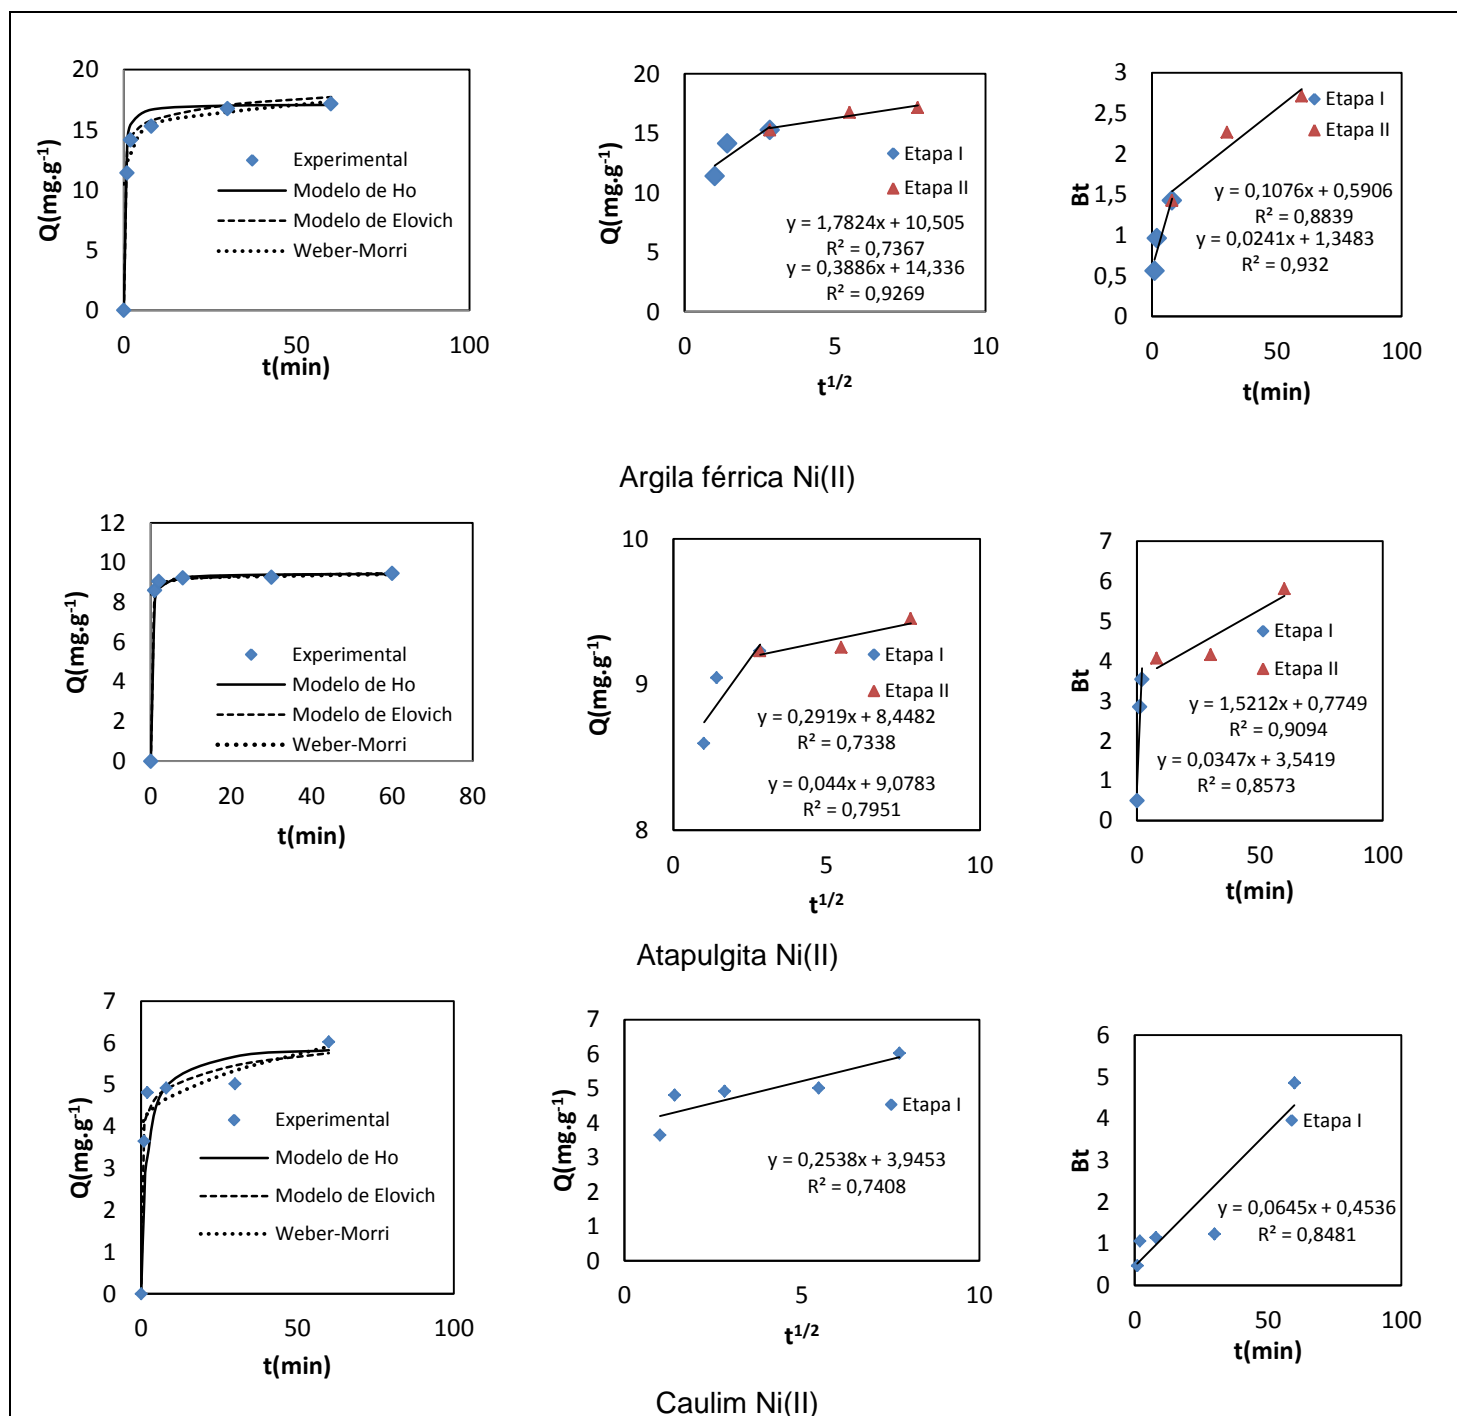 20
15
10
5
0
Q(mg.g-1)
Experimental
Modelo de Ho
Modelo de Elovich
Weber-Morri
0 50 100
t(min)
20
15
10
5
0
Q(mg.g-1)
Etapa I
Etapa II
y = 1,7824x + 10,505
R² = 0,7367
y = 0,3886x + 14,336
R² = 0,9269
0 5 10
t1/2
3
2,5
2
1,5
1
0,5
0
Bt
Etapa I
Etapa II
y = 0,1076x + 0,5906
R² = 0,8839
y = 0,0241x + 1,3483
R² = 0,932
0 50 100
t(min)
Argila férrica Ni(II)
12
10
8
6
4
2
0
Q(mg.g-1)
Experimental
Modelo de Ho
Modelo de Elovich
Weber-Morri
0 20 40 60 80
t(min)
10
9
8
Q(mg.g-1)
Etapa I
Etapa II
y = 0,2919x + 8,4482
R² = 0,7338
y = 0,044x + 9,0783
R² = 0,7951
0 5 10
t1/2
7
6
5
4
3
2
1
0
Bt
Etapa I
Etapa II
y = 1,5212x + 0,7749
R² = 0,9094
y = 0,0347x + 3,5419
R² = 0,8573
0 50 100
t(min)
Atapulgita Ni(II)
7
6
5
4
3
2
1
0
Q(mg.g-1)
Experimental
Modelo de Ho
Modelo de Elovich
Weber-Morri
0 50 100
t(min)
7
6
5
4
3
2
1
0
Q(mg.g-1)
Etapa I
y = 0,2538x + 3,9453
R² = 0,7408
0 5 10
t1/2
6
5
4
3
2
1
0
Bt
Etapa I
y = 0,0645x + 0,4536
R² = 0,8481
0 50 100
t(min)
Caulim Ni(II)